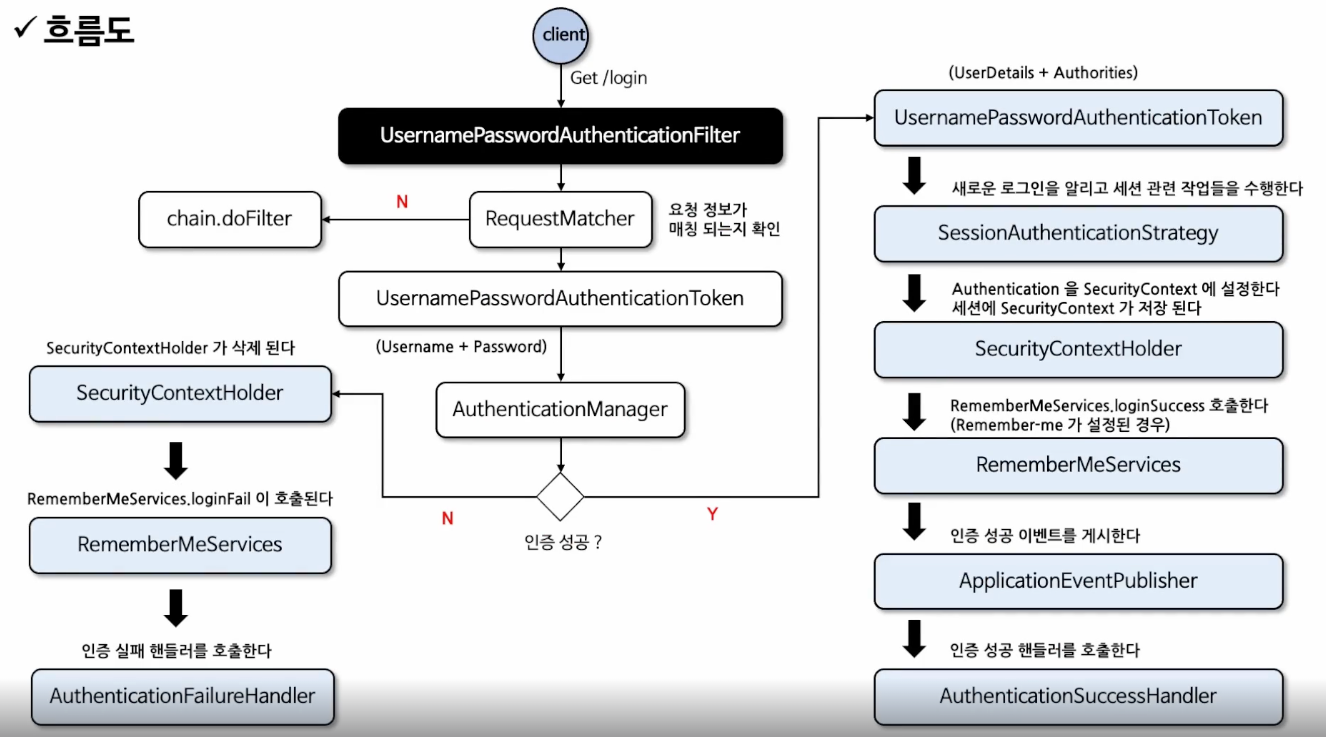 ✓ 흐름도
client
Get /login
UsernamePasswordAuthenticationFilter
N
chain.doFilter
RequestMatcher
요청 정보가
매칭 되는지 확인
UsernamePasswordAuthenticationToken
(Username + Password)
AuthenticationManager
인증 성공 ?
N
Y
SecurityContextHolder 가 삭제 된다
SecurityContextHolder
RememberMeServices.loginFail 이 호출된다
RememberMeServices
인증 실패 핸들러를 호출한다
AuthenticationFailureHandler
(UserDetails + Authorities)
UsernamePasswordAuthenticationToken
새로운 로그인을 알리고 세션 관련 작업들을 수행한다
SessionAuthenticationStrategy
Authentication 을 SecurityContext 에 설정한다
세션에 SecurityContext 가 저장 된다
SecurityContextHolder
RememberMeServices.loginSuccess 호출한다
(Remember-me 가 설정된 경우)
RememberMeServices
인증 성공 이벤트를 게시한다
ApplicationEventPublisher
인증 성공 핸들러를 호출한다
AuthenticationSuccessHandler